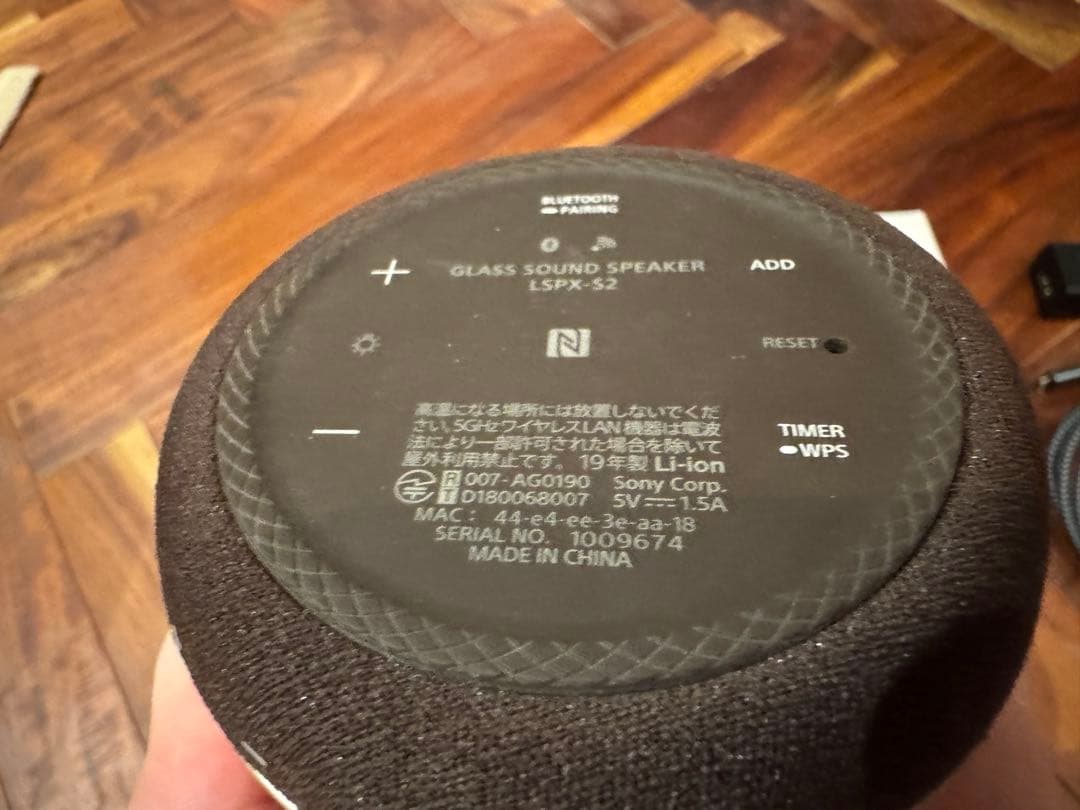 BLUETOOTH
PAIRING
+
GLASS SOUND SPEAKER
ADD
LSPX-S2
RESET
高温になる場所には放置しないでくだ
さい。5GHzワイヤレスLAN機器は電波
法により一部許可された場合を除いて
屋外利用禁止です。19年製 Li-ion
—
TIMER
WPS
R 007-AG0190 Sony Corp.
T D180068007 5V 1.5A
MAC: 44-e4-ee-3e-aa-18
SERIAL NO. 1009674
MADE IN CHINA